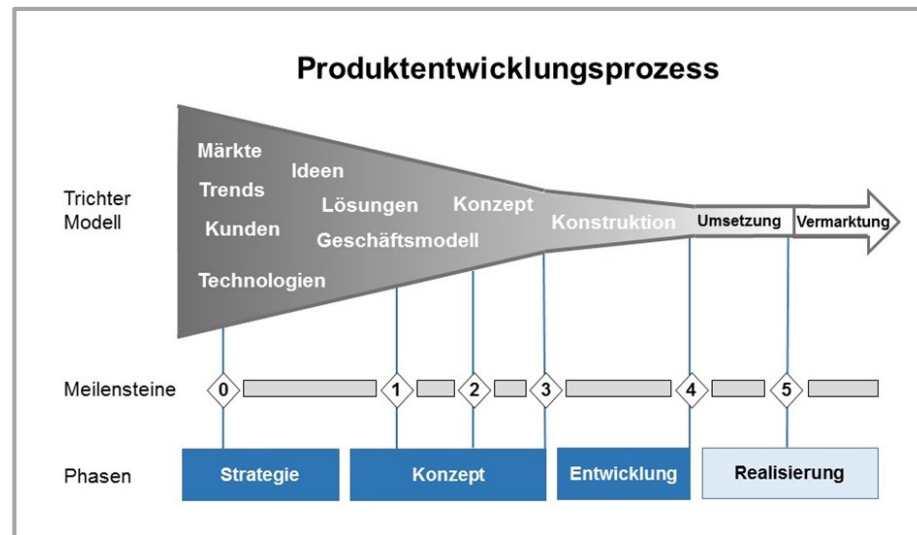 Produktentwicklungsprozess
Trichter
Modell
Märkte
Ideen
Trends
Lösungen
Konzept
Kunden
Geschäftsmodell
Konstruktion
Umsetzung
Vermarktung
Technologien
Meilensteine
0
1
2
3
4
5
Phasen
Strategie
Konzept
Entwicklung
Realisierung